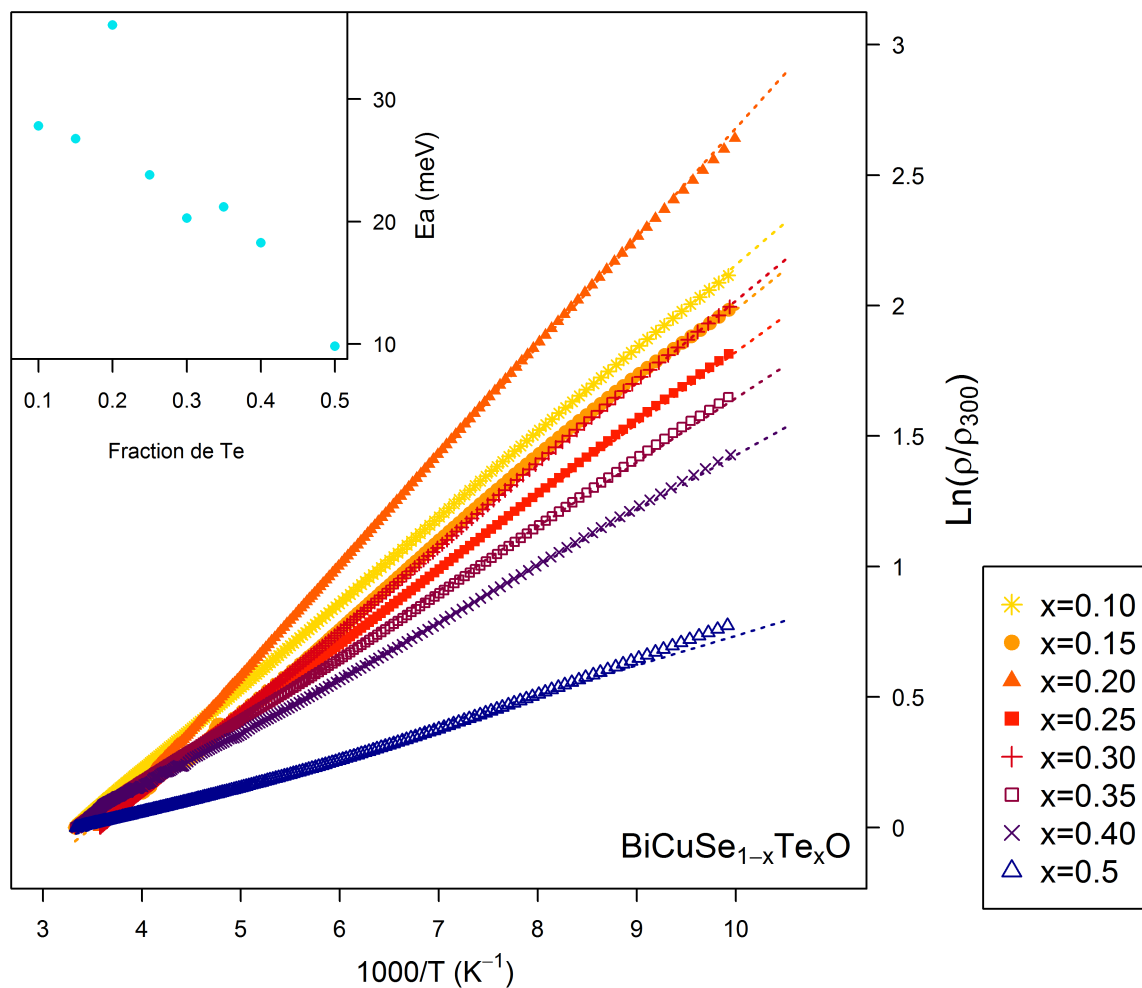 30
20
10
Ea (meV)
0.1 0.2 0.3 0.4 0.5
Fraction de Te
3
2.5
2
1.5
1
0.5
0
Ln(ρ/ρ₃₀₀)
BiCuSe₁₋ₓTeₓO
3 4 5 6 7 8 9 10
1000/T (K⁻¹)
x=0.10
x=0.15
x=0.20
x=0.25
x=0.30
x=0.35
x=0.40
x=0.5